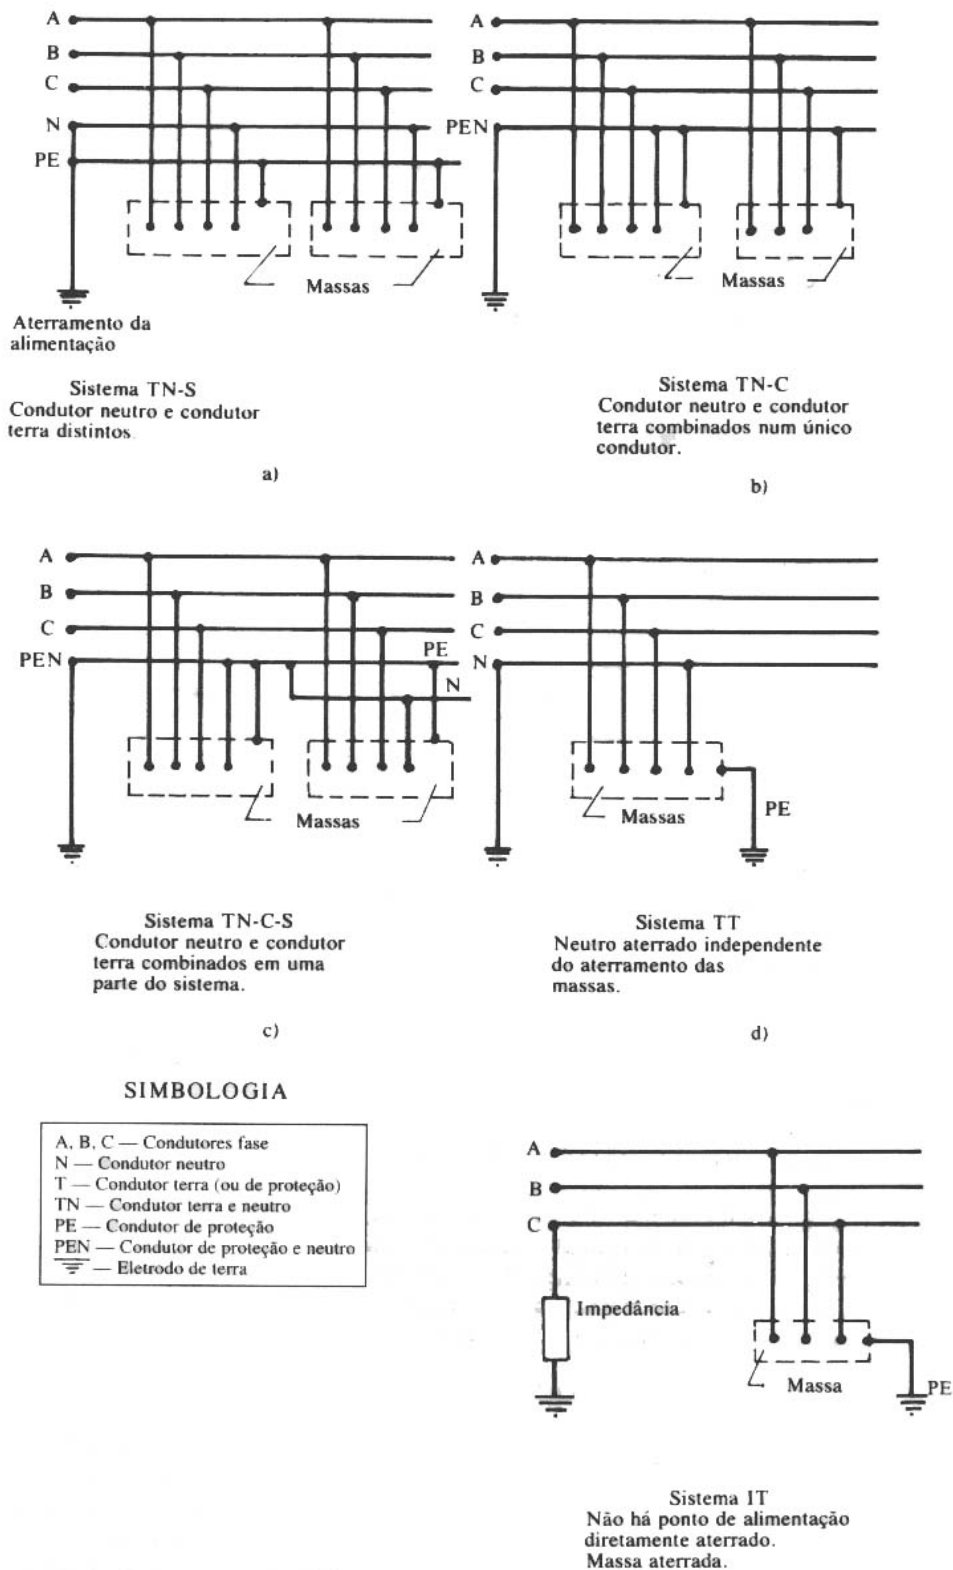 A
B
C
N
PE
Massas
Aterramento da
alimentação
Sistema TN-S
Condutor neutro e condutor
terra distintos
a)
A
B
C
PEN
Massas
Sistema TN-C
Condutor neutro e condutor
terra combinados num único
condutor.
b)
A
B
C
PEN
PE
N
Massas
Sistema TN-C-S
Condutor neutro e condutor
terra combinados em uma
parte do sistema.
c)
A
B
C
N
Massas
PE
Sistema TT
Neutro aterrado independente
do aterramento das
massas.
d)
SIMBOLOGIA
A, B, C — Condutores fase
N — Condutor neutro
T — Condutor terra (ou de proteção)
TN — Condutor terra e neutro
PE — Condutor de proteção
PEN — Condutor de proteção e neutro
— Eletrodo de terra
A
B
C
Impedância
Massa
PE
Sistema IT
Não há ponto de alimentação
diretamente aterrado.
Massa aterrada.